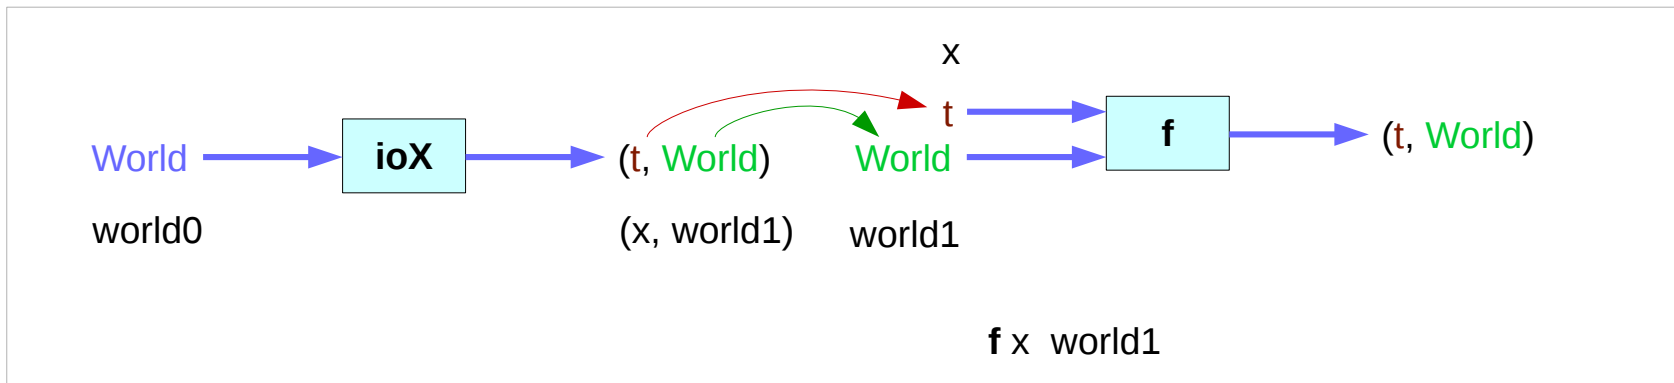 x
t
World
ioX
(t, World)
World
f
(t, World)
world0
(x, world1)
world1
f x world1